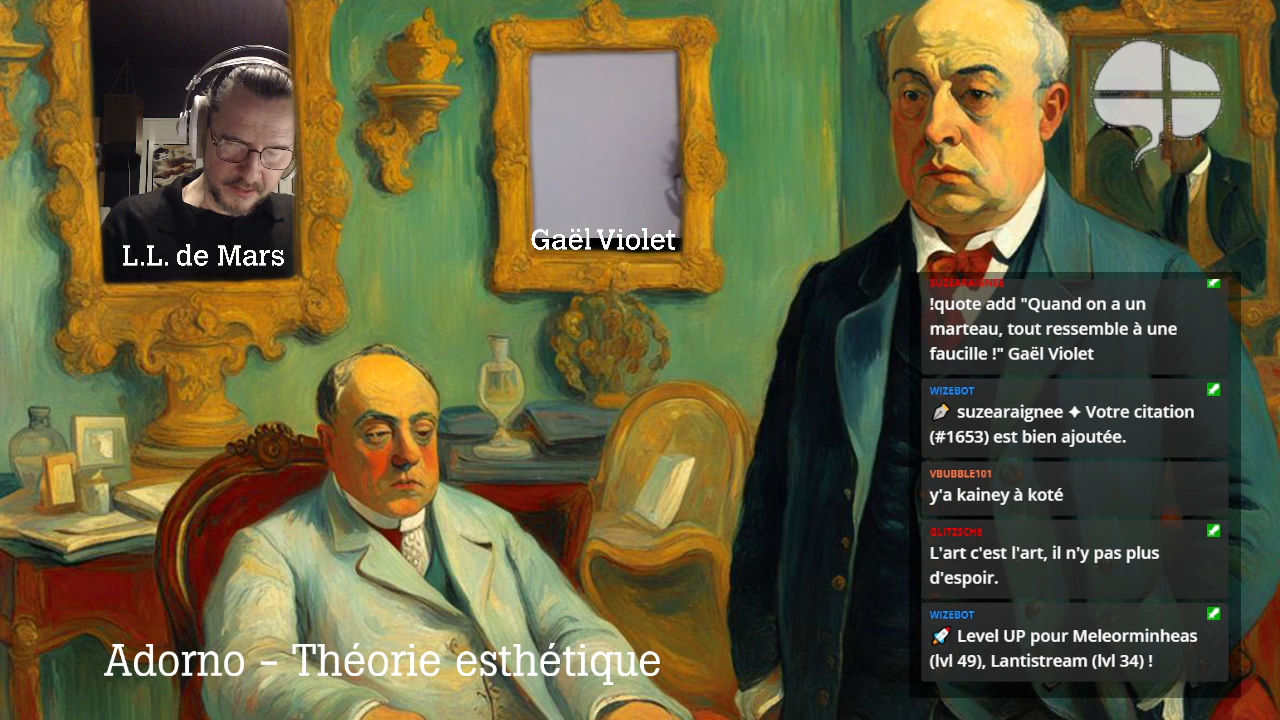 L.L. de Mars
Gaël Violet
SUZEARAIGNEE
!quote add "Quand on a un
marteau, tout ressemble à une
faucille !" Gaël Violet
WIZEBOT
suzearaignee ✦ Votre citation
(#1653) est bien ajoutée.
VBUBBLE101
y'a kainey à koté
GLITZSCHE
L'art c'est l'art, il n'y pas plus
d'espoir.
WIZEBOT
Level UP pour Meleorminheas
(lvl 49), Lantistream (lvl 34) !
Adorno – Théorie esthétique